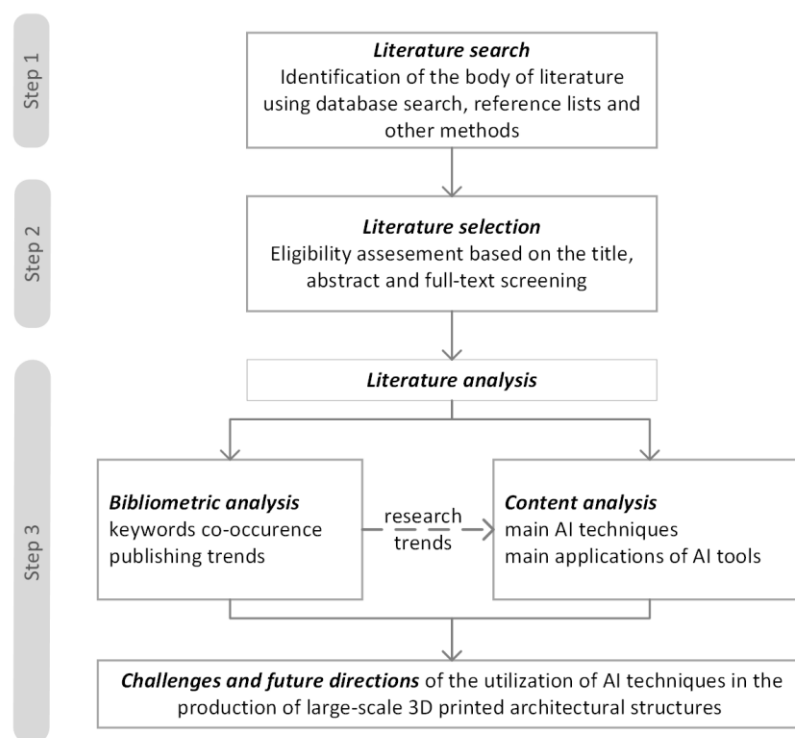 Step 1
Literature search
Identification of the body of literature
using database search, reference lists and
other methods
Step 2
Literature selection
Eligibility assesement based on the title,
abstract and full-text screening
Step 3
Literature analysis
Bibliometric analysis
keywords co-occurence
publishing trends
research
trends
Content analysis
main AI techniques
main applications of AI tools
Challenges and future directions of the utilization of AI techniques in the
production of large-scale 3D printed architectural structures